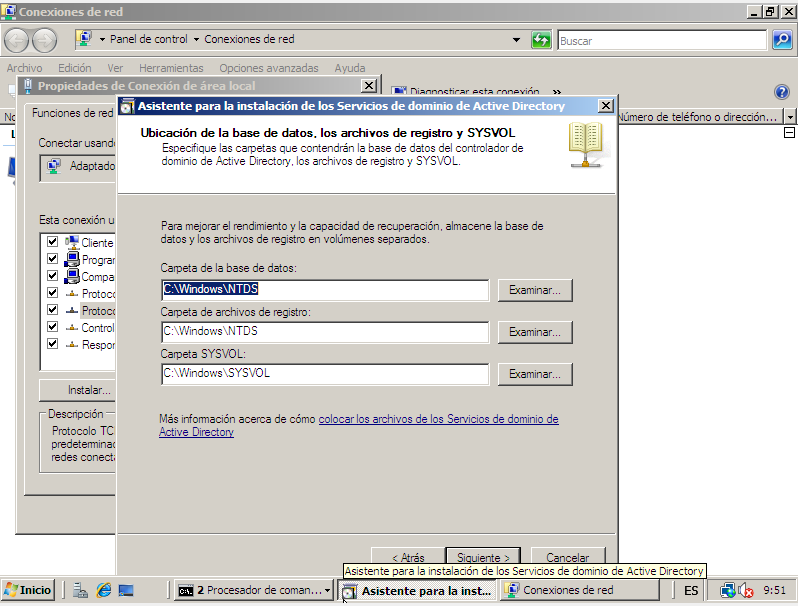 Conexiones de red
Panel de control
Conexiones de red
Buscar
Archivo Edición Ver Herramientas Opciones avanzadas Ayuda
Propiedades de Conexión de área local
Diagnosticar esta conexión »
Número de teléfono o dirección...
Funciones de red
Conectar usando
Adaptado
Esta conexión u
Cliente
Program
Compa
Protoco
Protoco
Control
Respor
Instalar...
Descripción
Protocolo TC
predeterminad
redes conecta
Asistente para la instalación de los Servicios de dominio de Active Directory
Ubicación de la base de datos, los archivos de registro y SYSVOL
Especifique las carpetas que contendrán la base de datos del controlador de
dominio de Active Directory, los archivos de registro y SYSVOL.
Para mejorar el rendimiento y la capacidad de recuperación, almacene la base de
datos y los archivos de registro en volúmenes separados.
Carpeta de la base de datos:
C:\Windows\NTDS
Examinar...
Carpeta de archivos de registro:
C:\Windows\NTDS
Examinar...
Carpeta SYSVOL:
C:\Windows\SYSVOL
Examinar...
Más información acerca de cómo colocar los archivos de los Servicios de dominio de
Active Directory
< Atrás Siguiente > Cancelar
Asistente para la instalación de los Servicios de dominio de Active Directory
Inicio
2 Procesador de coman...
Asistente para la inst...
Conexiones de red
ES
9:51